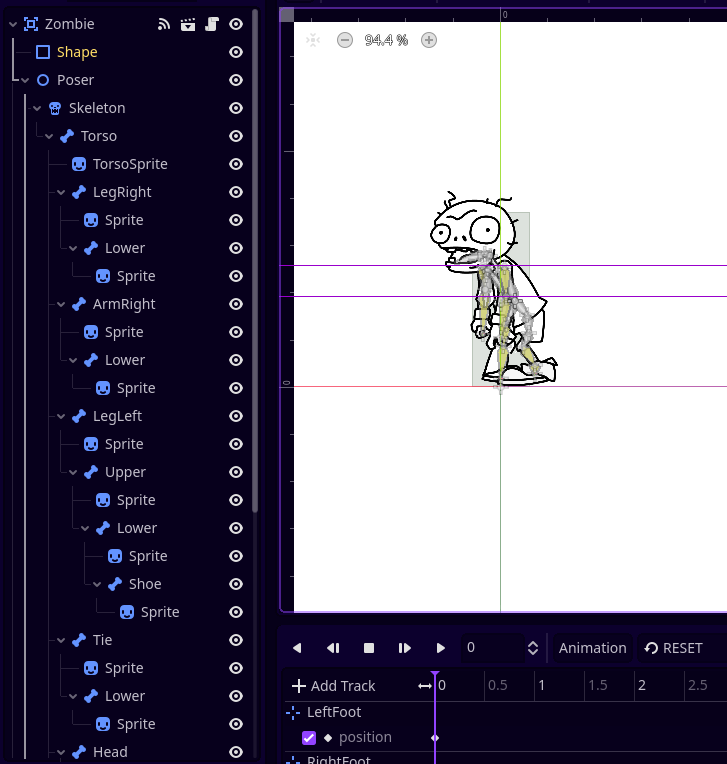 Zombie
Shape
Poser
Skeleton
Torso
TorsoSprite
LegRight
Sprite
Lower
Sprite
ArmRight
Sprite
Lower
Sprite
LegLeft
Sprite
Upper
Sprite
Lower
Sprite
Shoe
Sprite
Tie
Sprite
Lower
Sprite
Head
0
94.4 %
0
0 Animation RESET
Add Track 0 0.5 1 1.5 2 2.5
LeftFoot
position
RightFoot